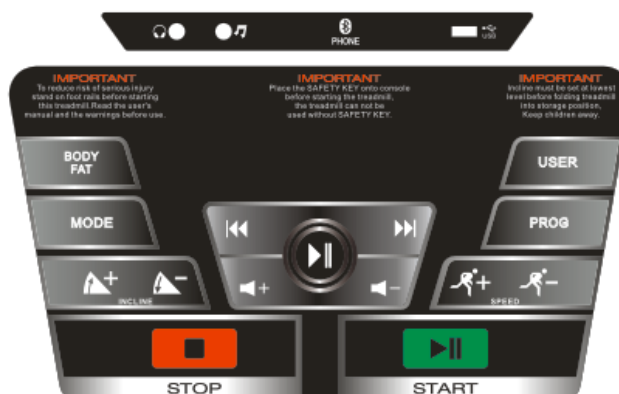 PHONE
USB
IMPORTANT
To reduce risk of serious injury
stand on foot rails before starting
this treadmill.Read the user's
manual and the warnings before use.
IMPORTANT
Place the SAFETY KEY onto console
before starting the treadmill,
the treadmill can not be
used without SAFETY KEY.
IMPORTANT
Incline must be set at lowest
level before folding treadmill
into storage position,
Keep children away.
BODY
FAT
USER
MODE
PROG
INCLINE
SPEED
STOP
START